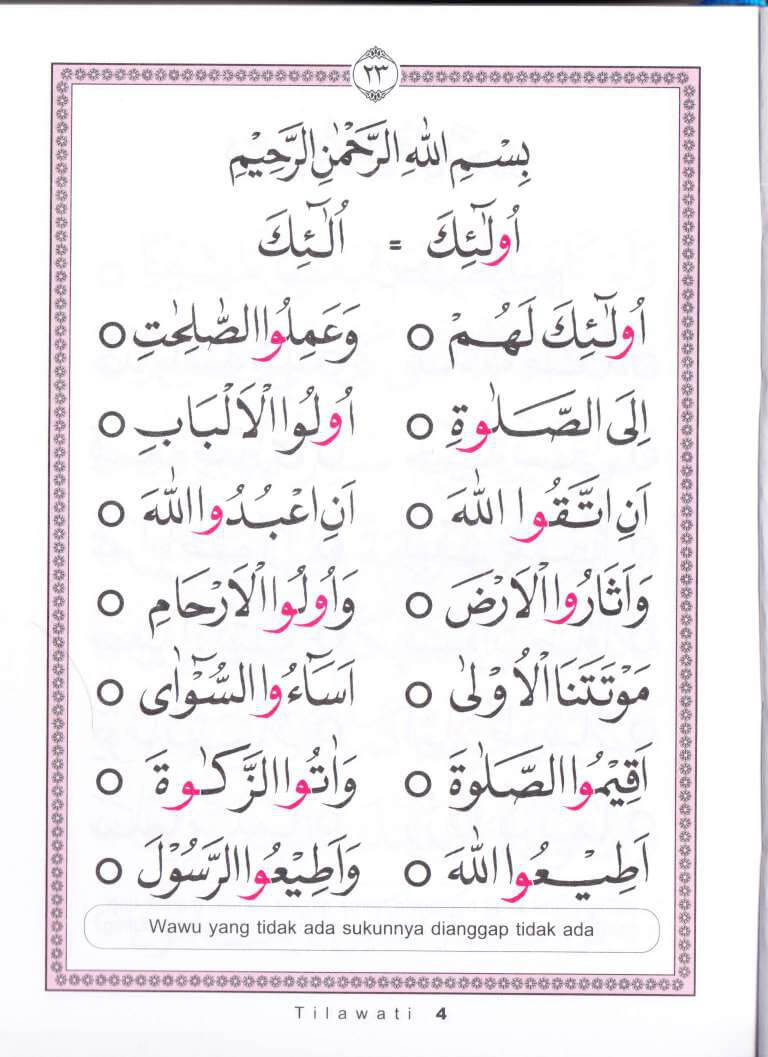 ٢٣
بِسْمِ اللّٰهِ الرَّحْمٰنِ الرَّحِيْمِ
اُولٰٓئِكَ = اُلٰٓئِكَ
اُولٰٓئِكَ لَهُمْ ○ وَعَمِلُوا الصّٰلِحٰتِ ○
اِلَى الصَّلٰوةِ ○ اُولُوا الْاَلْبَابِ ○
اَنِ اتَّقُوا اللّٰهَ ○ اَنِ اعْبُدُوا اللّٰهَ ○
وَاَثَارُوا الْاَرْضَ ○ وَاُولُوا الْاَرْحَامِ ○
مَوْتَتَنَا الْاُوْلٰى ○ اَسَآءُوا السُّوْٓاٰى ○
اَقِيْمُوا الصَّلٰوةَ ○ وَاٰتُوا الزَّكٰوةَ ○
اَطِيْعُوا اللّٰهَ ○ وَاَطِيْعُوا الرَّسُوْلَ ○
Wawu yang tidak ada sukunnya dianggap tidak ada
Tilawati 4